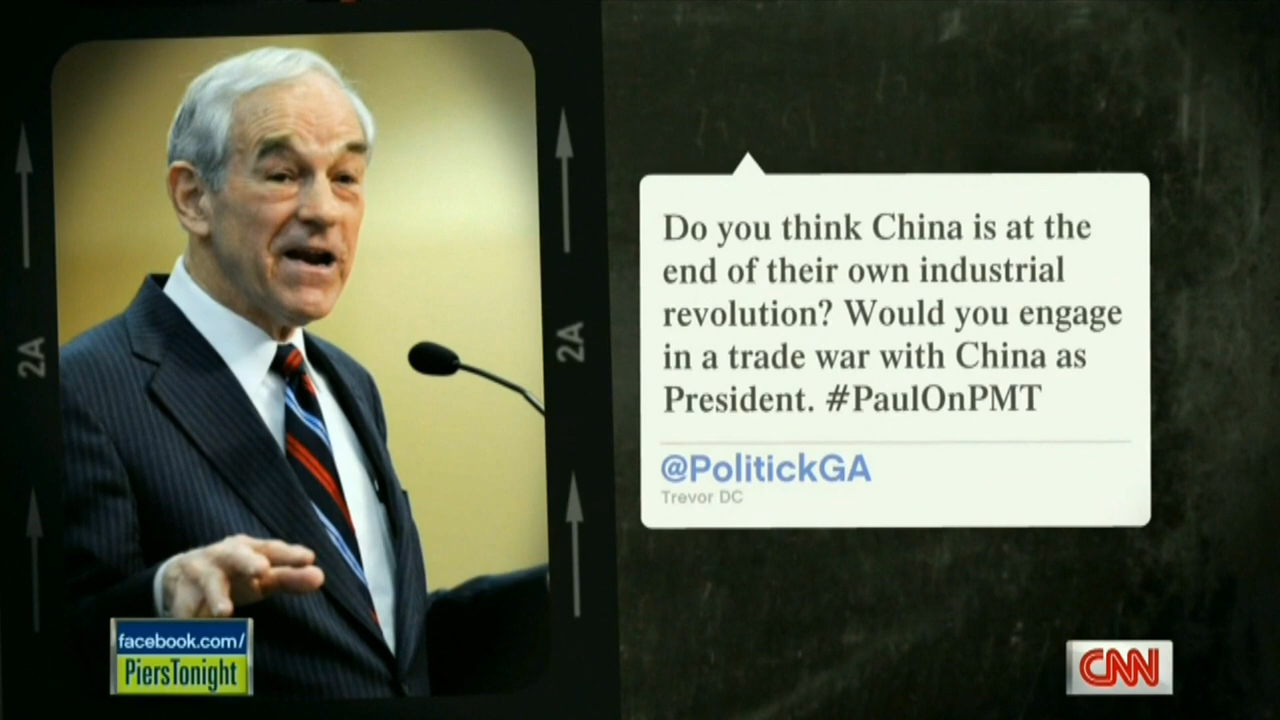 2A
2A
Do you think China is at the
end of their own industrial
revolution? Would you engage
in a trade war with China as
President. #PaulOnPMT
@PolitickGA
Trevor DC
facebook.com/
PiersTonight
CNN